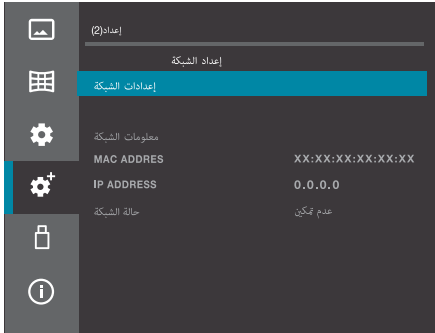 إعداد(2)
إعداد الشبكة
إعدادات الشبكة
معلومات الشبكة
MAC ADDRES XX:XX:XX:XX:XX:XX
IP ADDRESS 0.0.0.0
حالة الشبكة عدم تمكين